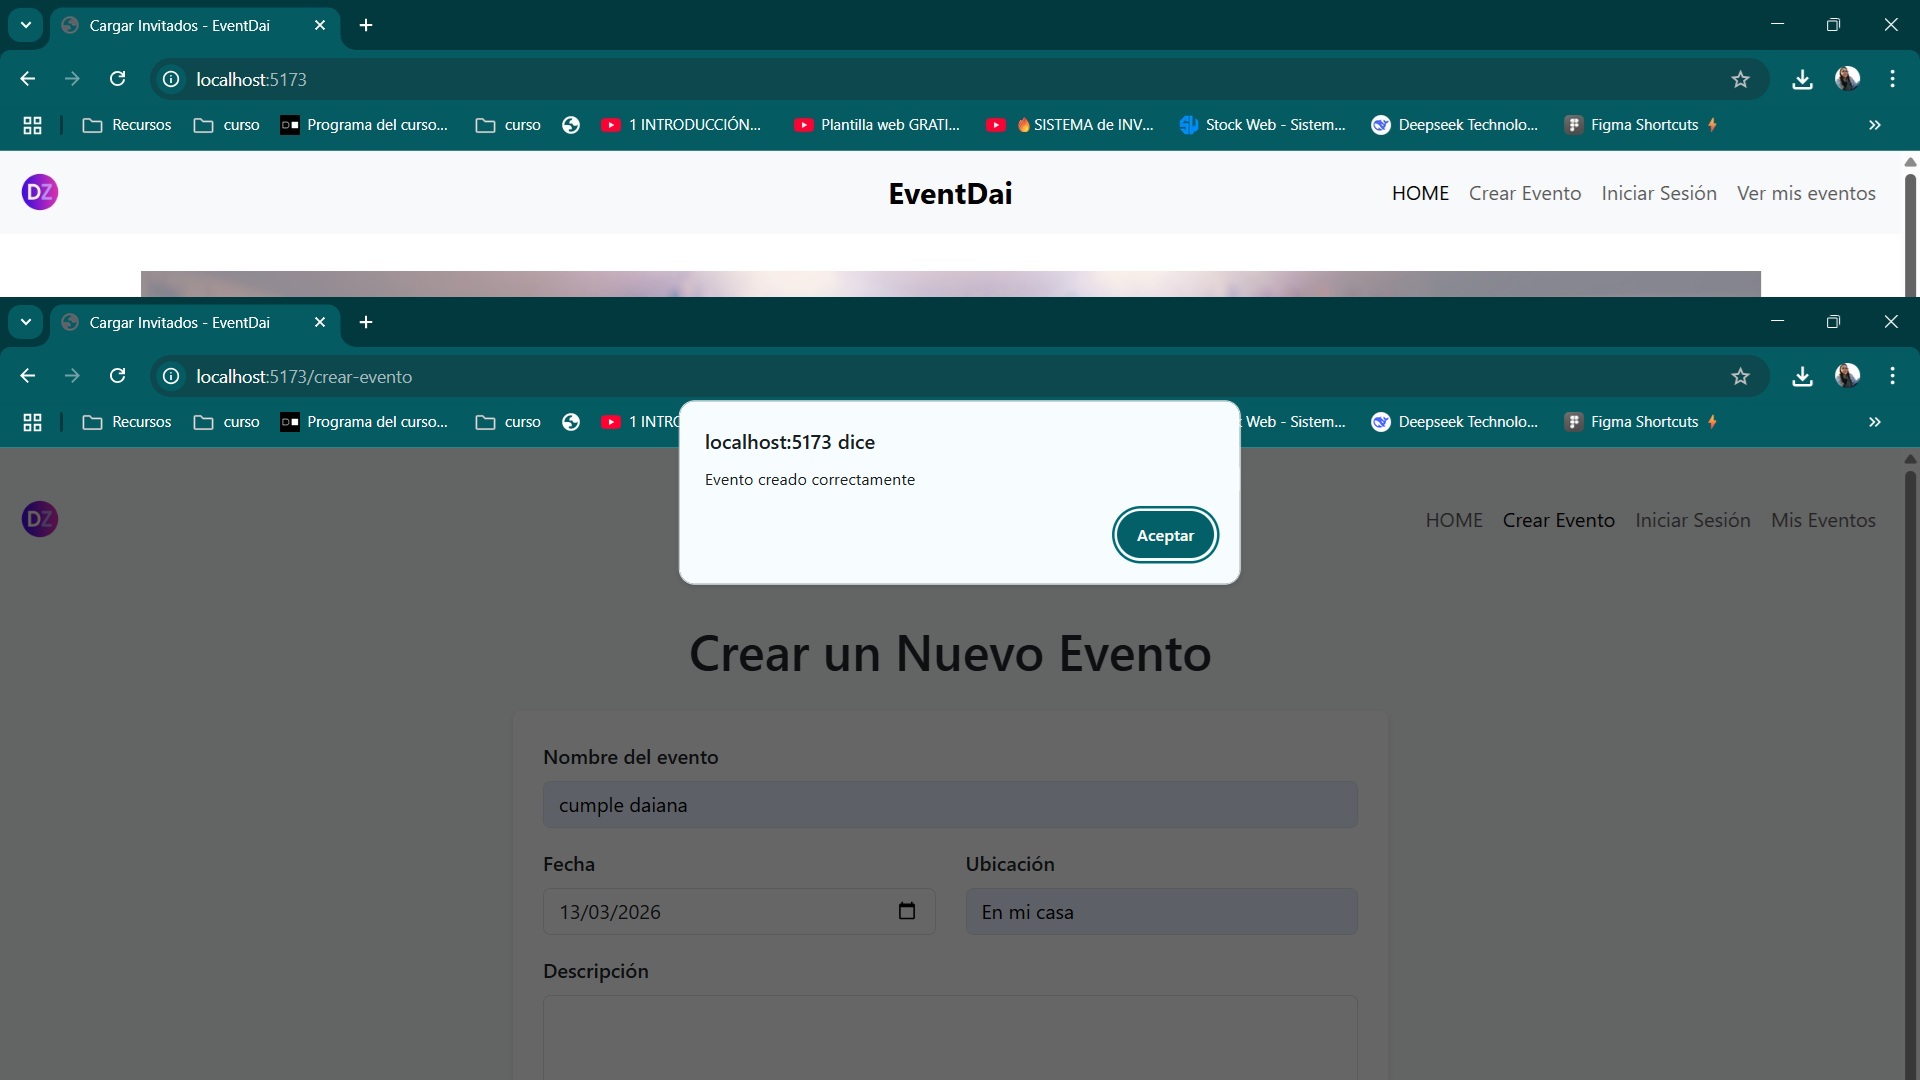 Cargar Invitados - EventDai
localhost:5173
Recursos
curso
Programa del curso...
curso
1 INTRODUCCIÓN...
Plantilla web GRATI...
🔥SISTEMA de INV...
Stock Web - Sistem...
Deepseek Technolo...
Figma Shortcuts ⚡
DZ
EventDai
HOME
Crear Evento
Iniciar Sesión
Ver mis eventos
Cargar Invitados - EventDai
localhost:5173/crear-evento
Recursos
curso
Programa del curso...
curso
1 INTRO
Web - Sistem...
Deepseek Technolo...
Figma Shortcuts ⚡
localhost:5173 dice
Evento creado correctamente
Aceptar
DZ
HOME
Crear Evento
Iniciar Sesión
Mis Eventos
Crear un Nuevo Evento
Nombre del evento
cumple daiana
Fecha
Ubicación
13/03/2026
En mi casa
Descripción